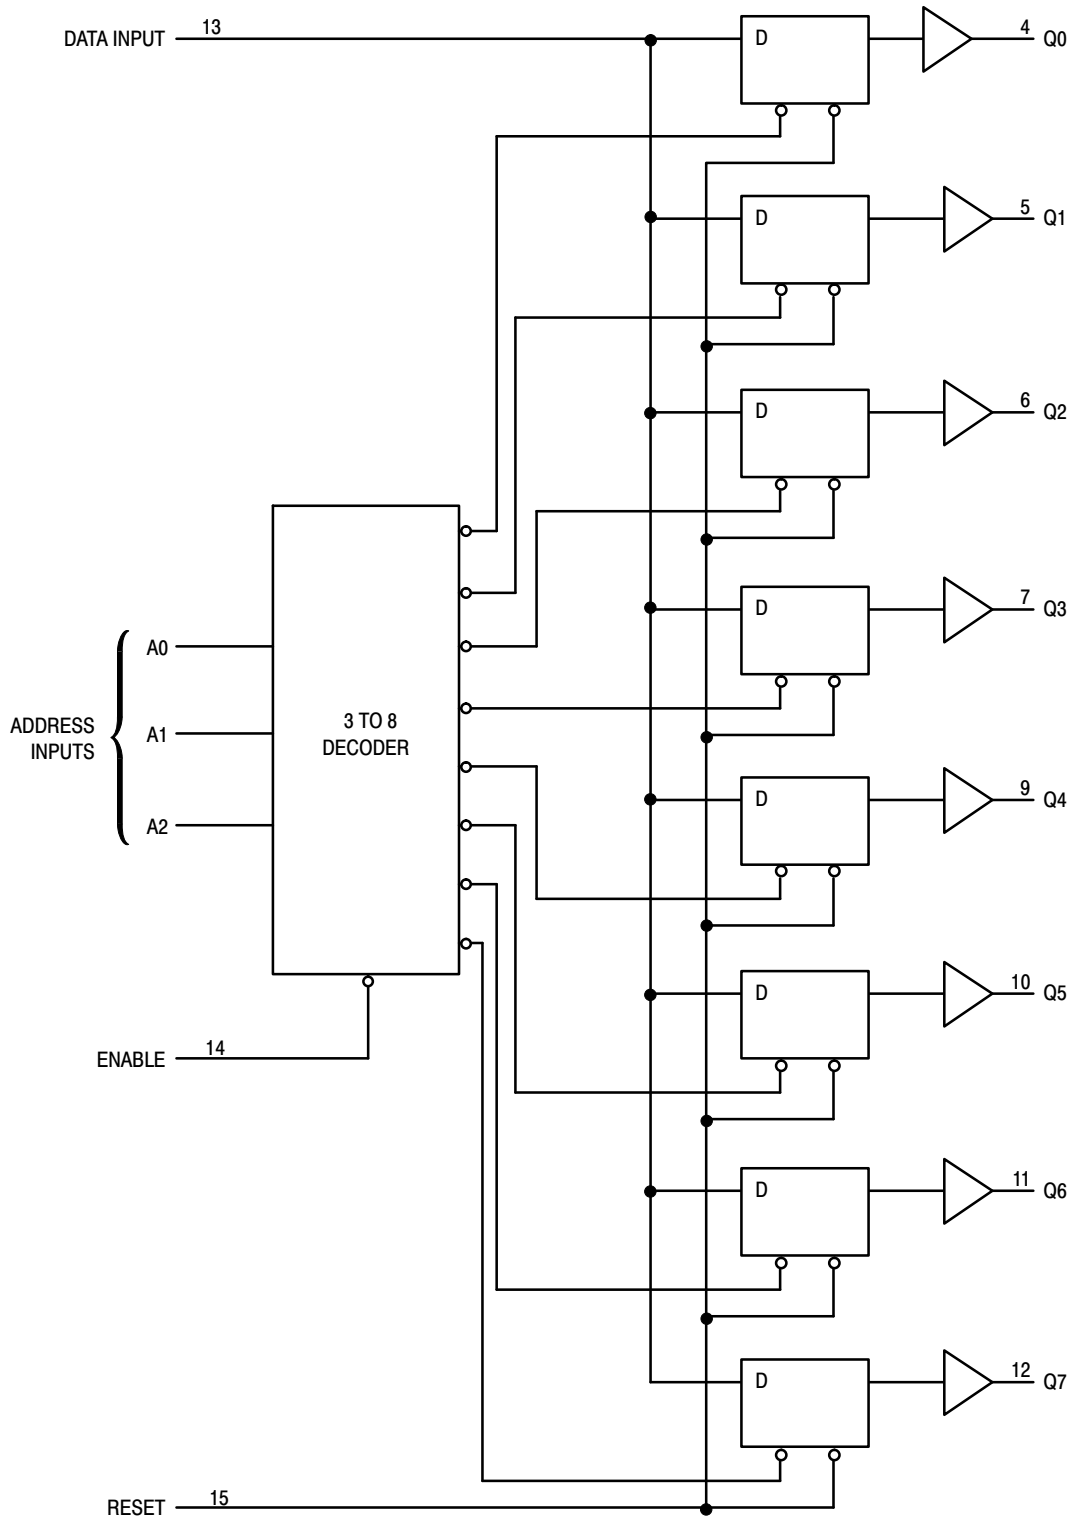 DATA INPUT 13 D 4 Q0
D 5 Q1
D 6 Q2
D 7 Q3
A0
ADDRESS
INPUTS
A1
3 TO 8
DECODER
A2
D 9 Q4
D 10 Q5
ENABLE 14
D 11 Q6
D 12 Q7
RESET 15